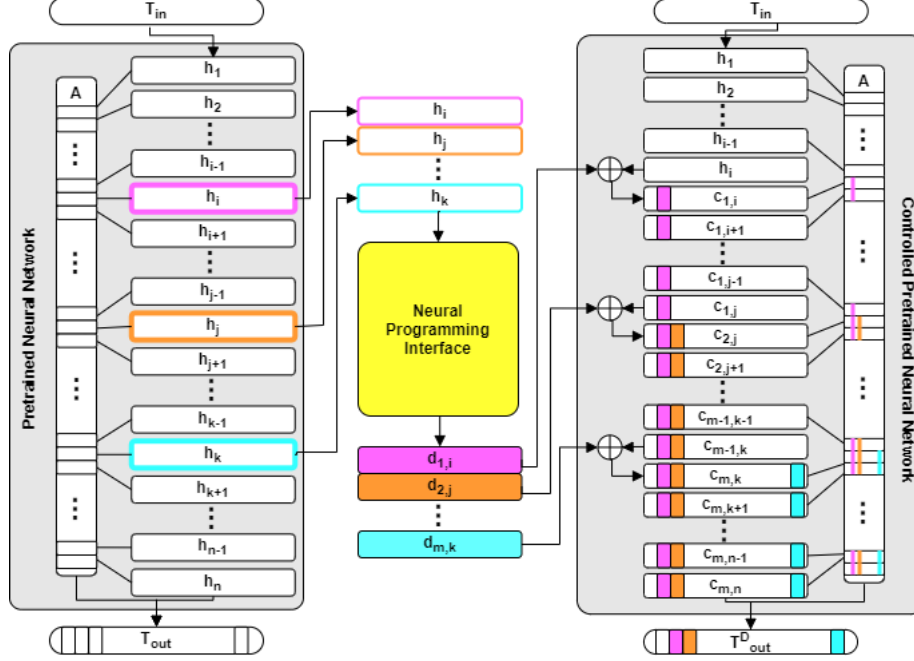 T_in
Pretrained Neural Network
A
h_1
h_2
h_i-1
h_i
h_i+1
h_j-1
h_j
h_j+1
h_k-1
h_k
h_k+1
h_n-1
h_n
T_out
h_i
h_j
h_k
Neural
Programming
Interface
d_1,i
d_2,j
d_m,k
T_in
h_1
h_2
h_i-1
h_i
c_1,i
c_1,i+1
c_1,j-1
c_1,j
c_2,j
c_2,j+1
c_m-1,k-1
c_m-1,k
c_m,k
c_m,k+1
c_m,n-1
c_m,n
A
Controlled Pretrained Neural Network
T^D_out